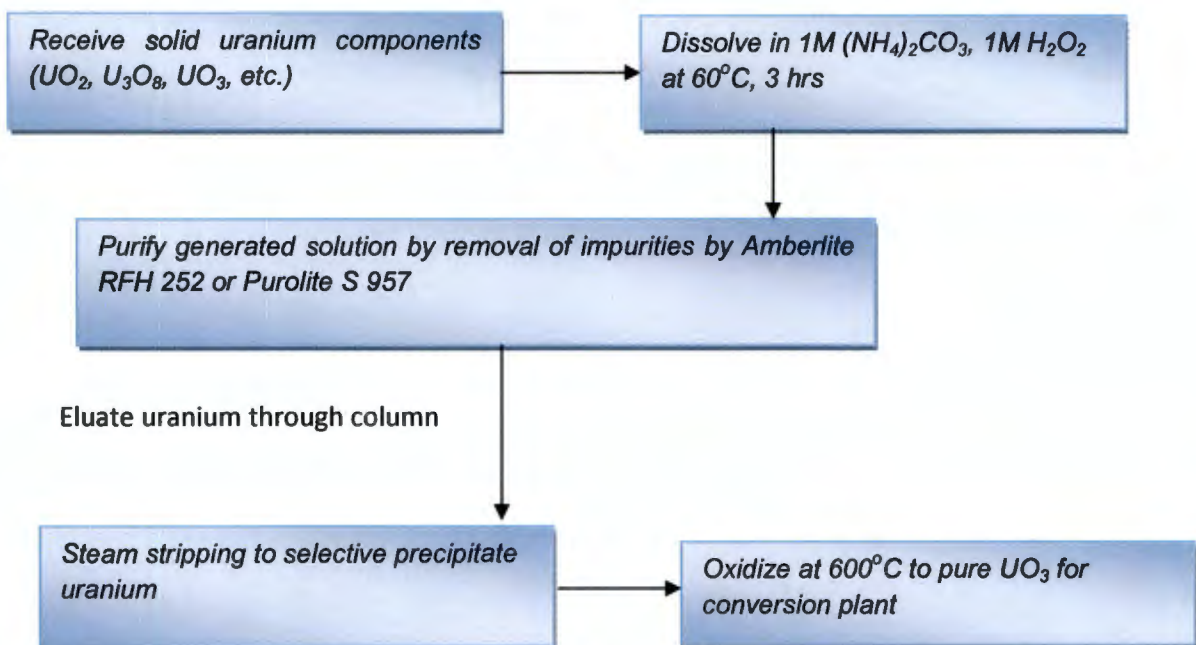 Receive solid uranium components
(UO₂, U₃O₈, UO₃, etc.)
Dissolve in 1M (NH₄)₂CO₃, 1M H₂O₂
at 60°C, 3 hrs
Purify generated solution by removal of impurities by Amberlite
RFH 252 or Purolite S 957
Eluate uranium through column
Steam stripping to selective precipitate
uranium
Oxidize at 600°C to pure UO₃ for
conversion plant